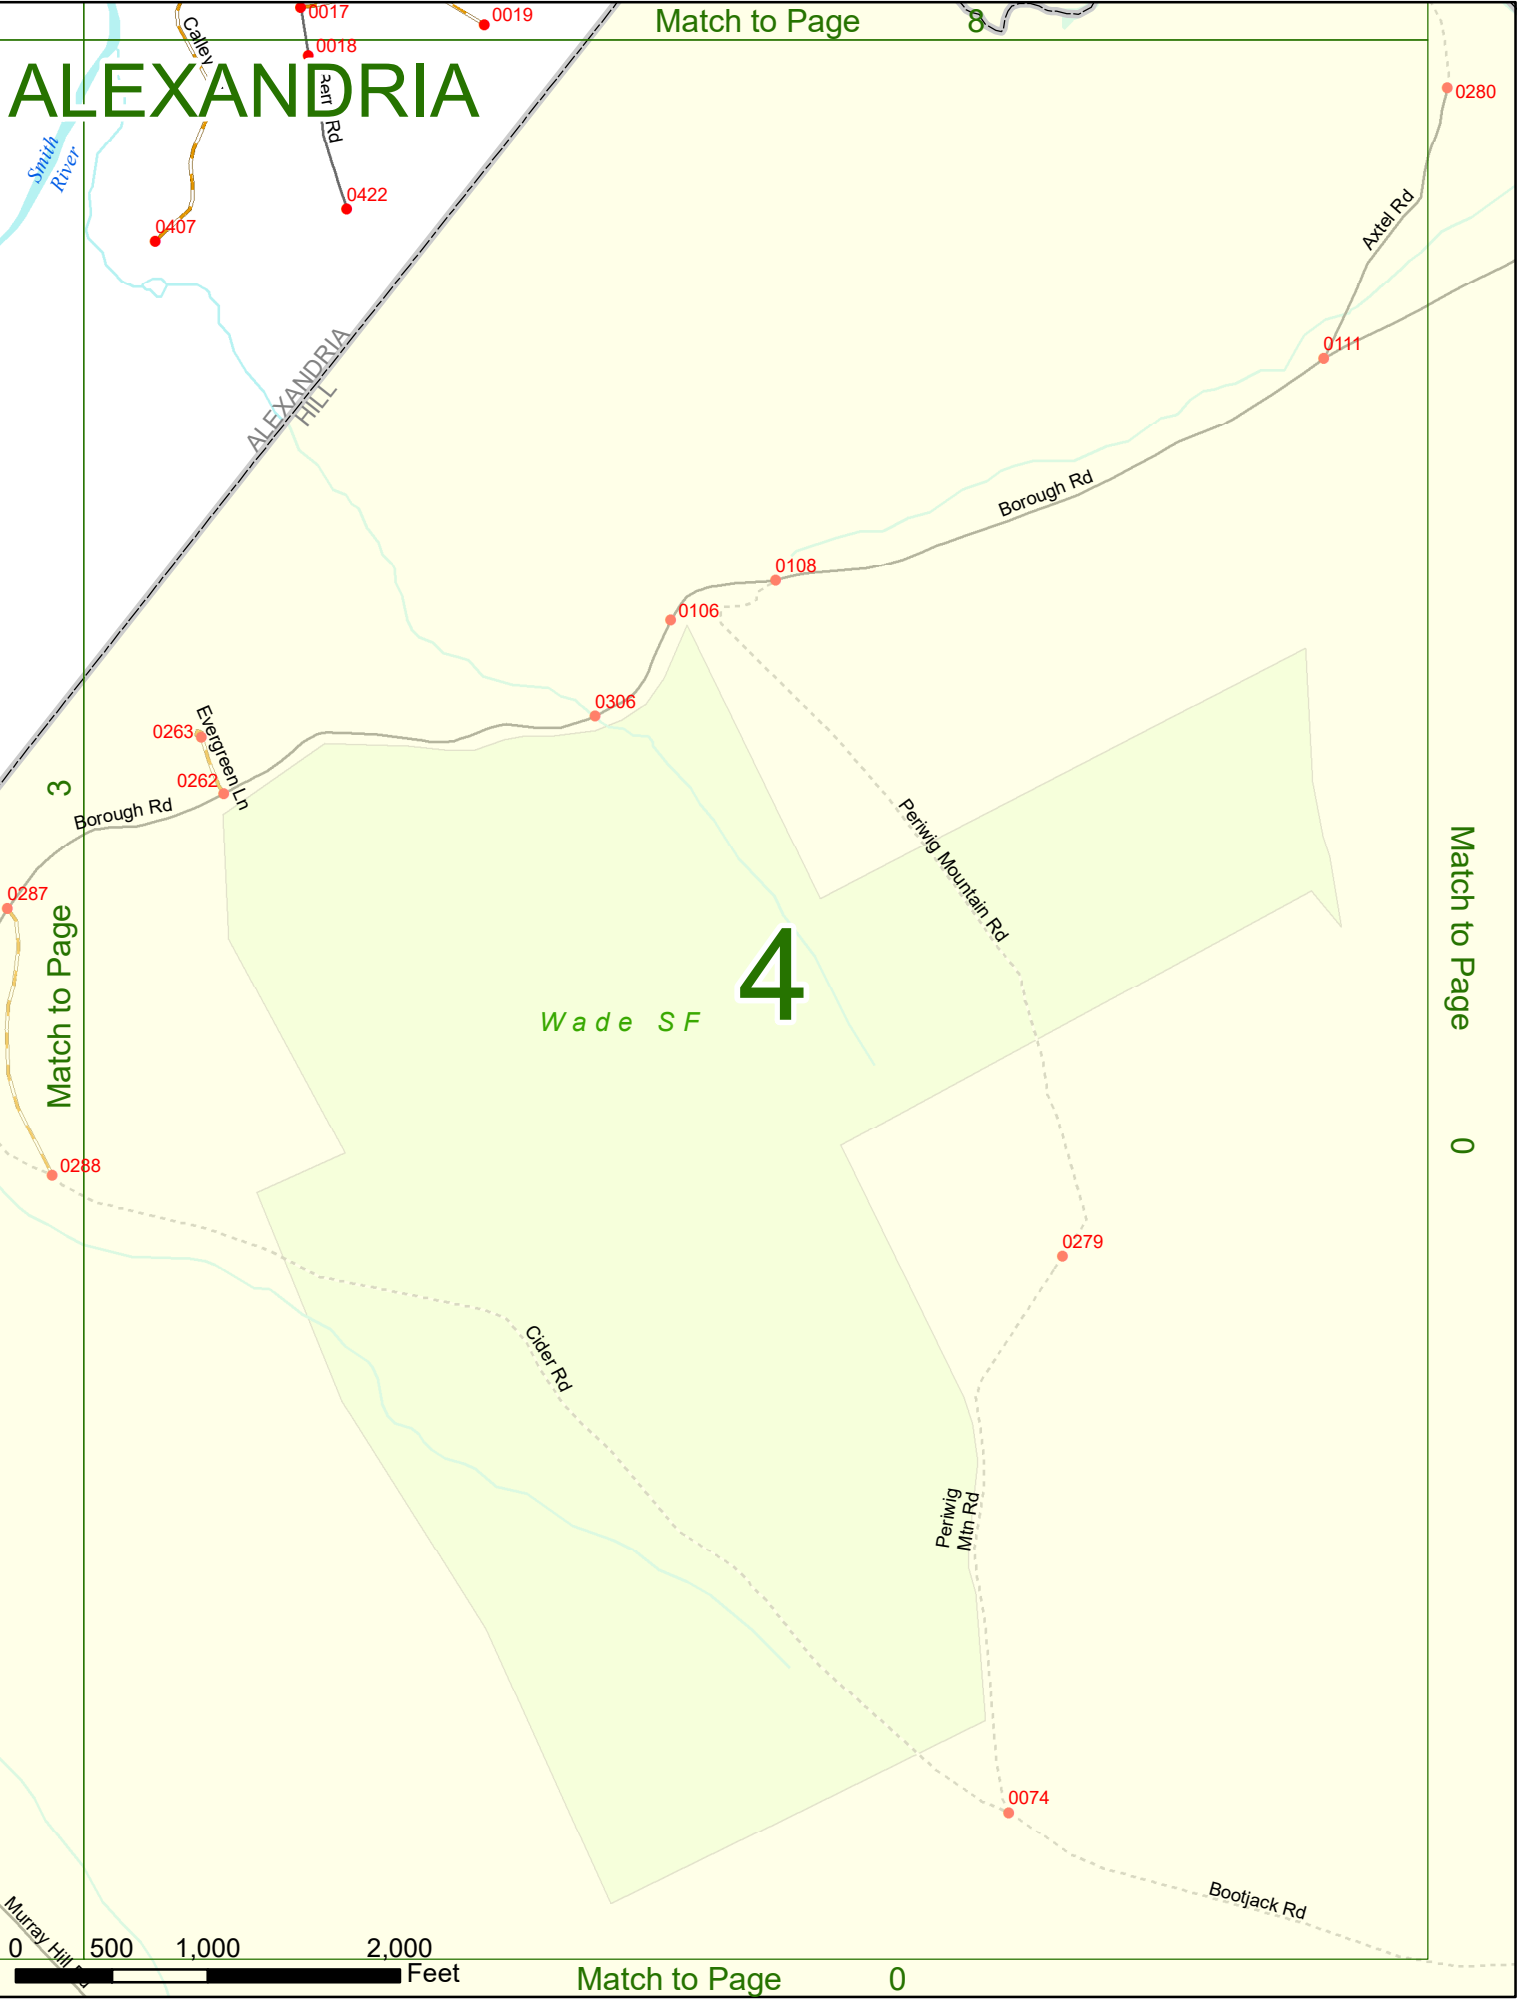 0017
0019
Match to Page 8
Calley
0018
ALEXANDRIA
0280
Rd
Smith
River
0422
Axtel Rd
0407
0111
ALEXANDRIA
HILL
Borough Rd
0108
0106
0306
Evergreen Ln
0263
0262
3
Borough Rd
Periwig Mountain Rd
Match to Page
0287
Match to Page
4
Wade SF
0
0288
0279
Cider Rd
Periwig
Mtn Rd
0074
Bootjack Rd
Murray Hill
0 500 1,000 2,000
Feet
Match to Page 0